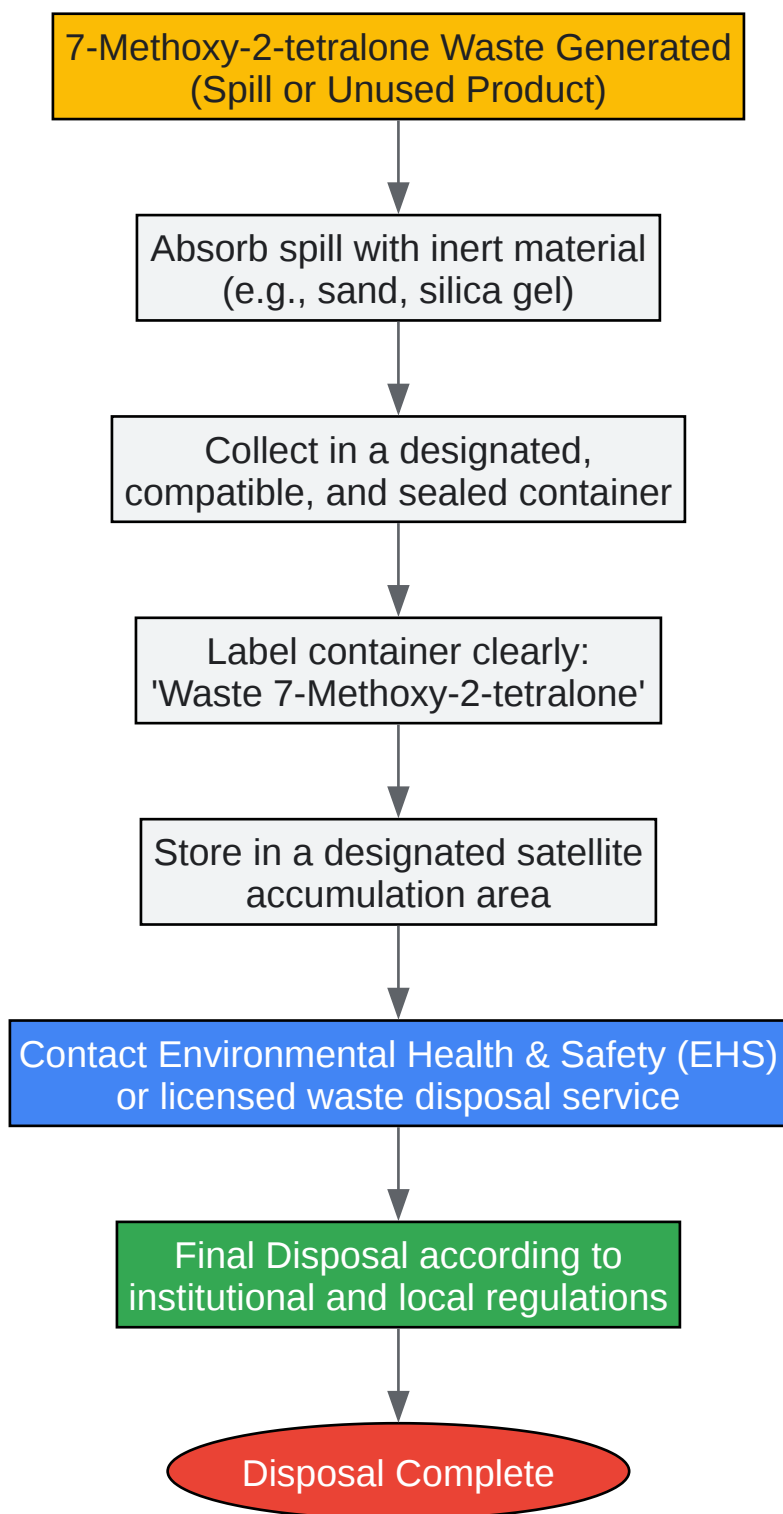 7-Methoxy-2-tetralone Waste Generated
(Spill or Unused Product)
Absorb spill with inert material
(e.g., sand, silica gel)
Collect in a designated,
compatible, and sealed container
Label container clearly:
'Waste 7-Methoxy-2-tetralone'
Store in a designated satellite
accumulation area
Contact Environmental Health & Safety (EHS)
or licensed waste disposal service
Final Disposal according to
institutional and local regulations
Disposal Complete